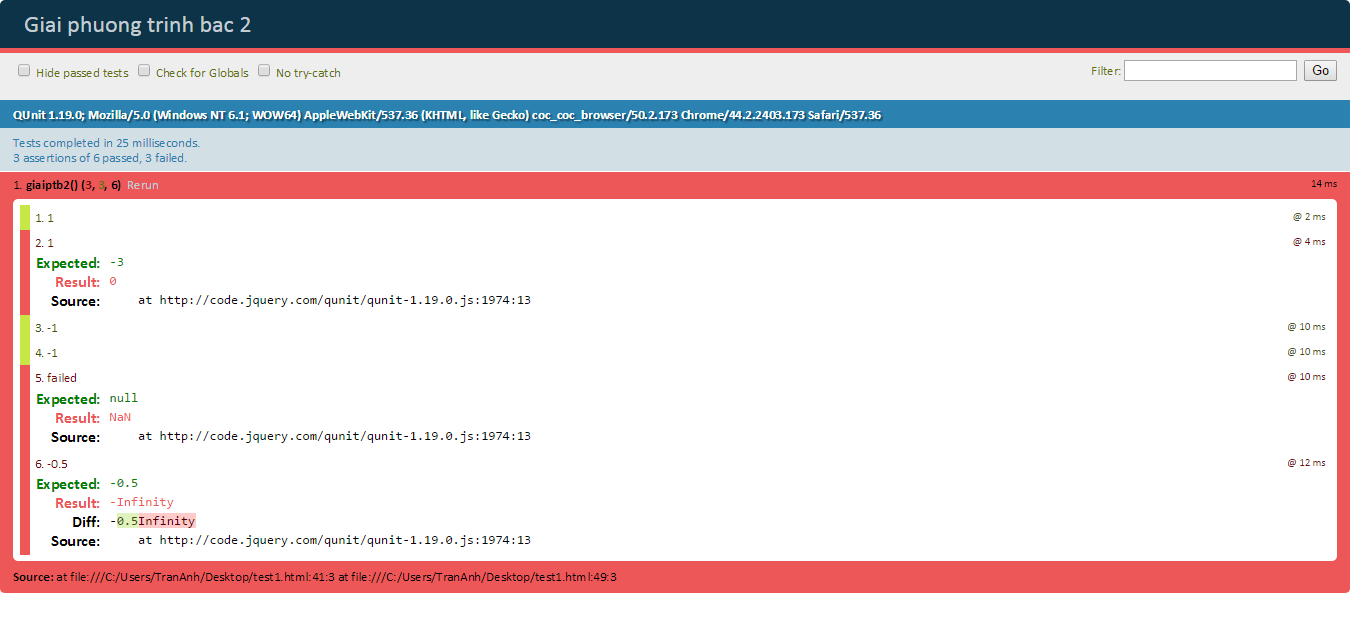 Giai phuong trinh bac 2
Hide passed tests Check for Globals No try-catch Filter: Go
QUnit 1.19.0; Mozilla/5.0 (Windows NT 6.1; WOW64) AppleWebKit/537.36 (KHTML, like Gecko) coc_coc_browser/50.2.173 Chrome/44.2.2403.173 Safari/537.36
Tests completed in 25 milliseconds.
3 assertions of 6 passed, 3 failed.
1. giaiptb2() (3, 3, 6) Rerun 14 ms
1. 1 @ 2 ms
2. 1 @ 4 ms
Expected: -3
Result: 0
Source: at http://code.jquery.com/qunit/qunit-1.19.0.js:1974:13
3. -1 @ 10 ms
4. -1 @ 10 ms
5. failed @ 10 ms
Expected: null
Result: NaN
Source: at http://code.jquery.com/qunit/qunit-1.19.0.js:1974:13
6. -0.5 @ 12 ms
Expected: -0.5
Result: -Infinity
Diff: -0.5Infinity
Source: at http://code.jquery.com/qunit/qunit-1.19.0.js:1974:13
Source: at file:///C:/Users/TranAnh/Desktop/test1.html:41:3 at file:///C:/Users/TranAnh/Desktop/test1.html:49:3